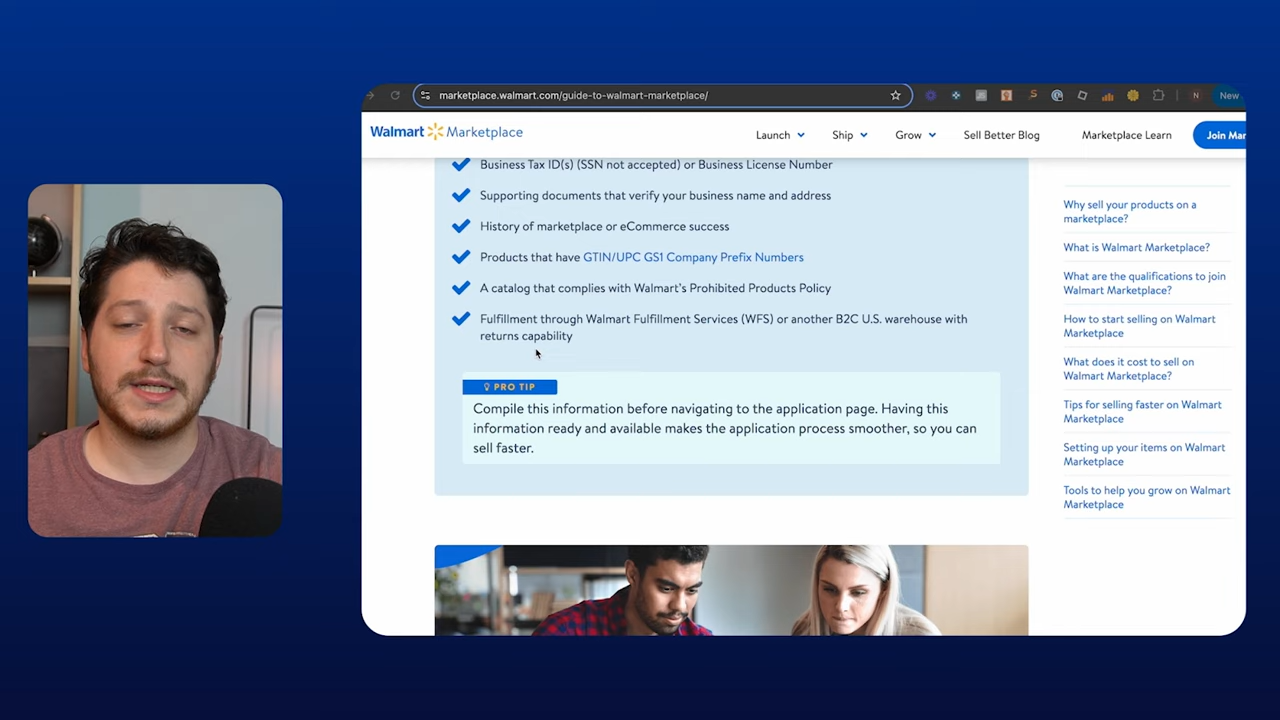 marketplace.walmart.com/guide-to-walmart-marketplace/
N
New
Walmart Marketplace
Launch
Ship
Grow
Sell Better Blog
Marketplace Learn
Join Mar
Business Tax ID(s) (SSN not accepted) or Business License Number
Supporting documents that verify your business name and address
History of marketplace or eCommerce success
Products that have GTIN/UPC GS1 Company Prefix Numbers
A catalog that complies with Walmart's Prohibited Products Policy
Fulfillment through Walmart Fulfillment Services (WFS) or another B2C U.S. warehouse with
returns capability
PRO TIP
Compile this information before navigating to the application page. Having this
information ready and available makes the application process smoother, so you can
sell faster.
Why sell your products on a
marketplace?
What is Walmart Marketplace?
What are the qualifications to join
Walmart Marketplace?
How to start selling on Walmart
Marketplace
What does it cost to sell on
Walmart Marketplace?
Tips for selling faster on Walmart
Marketplace
Setting up your items on Walmart
Marketplace
Tools to help you grow on Walmart
Marketplace